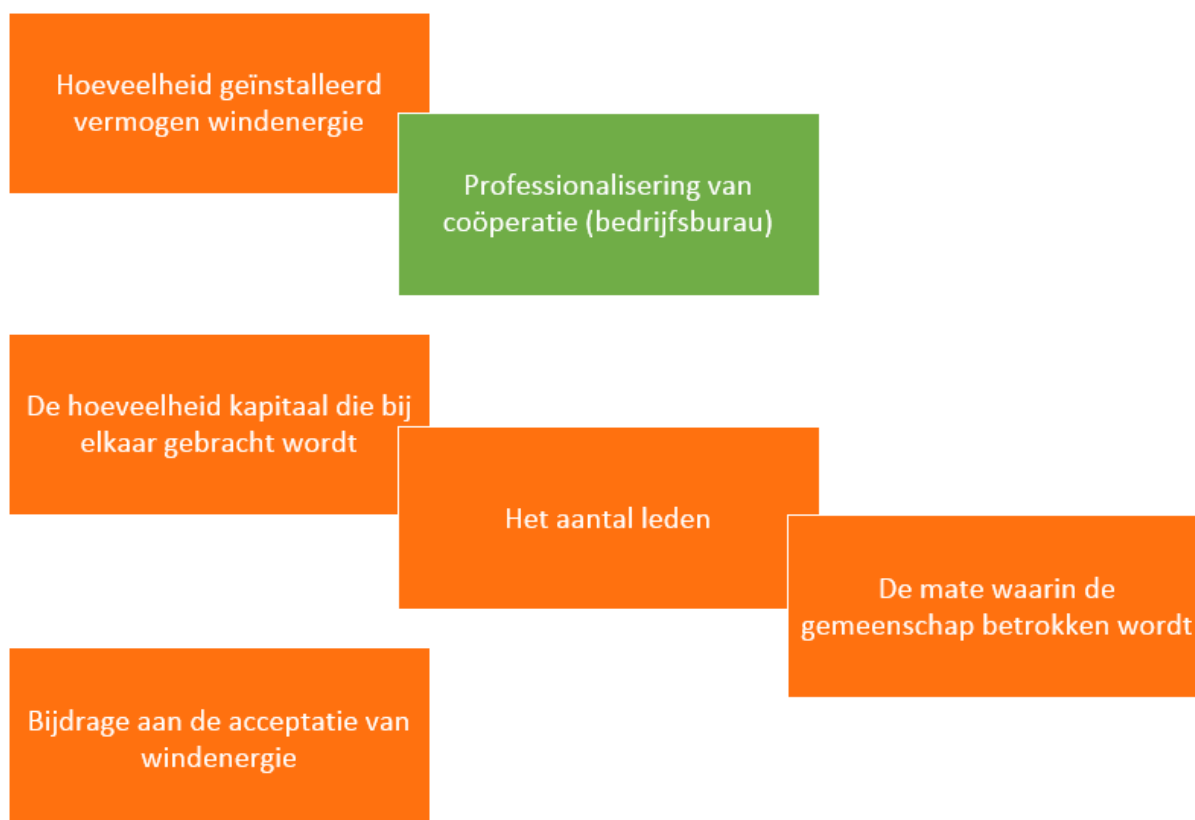 Hoeveelheid geïnstalleerd
vermogen windenergie
Professionalisering van
coöperatie (bedrijfsburau)
De hoeveelheid kapitaal die bij
elkaar gebracht wordt
Het aantal leden
De mate waarin de
gemeenschap betrokken wordt
Bijdrage aan de acceptatie van
windenergie